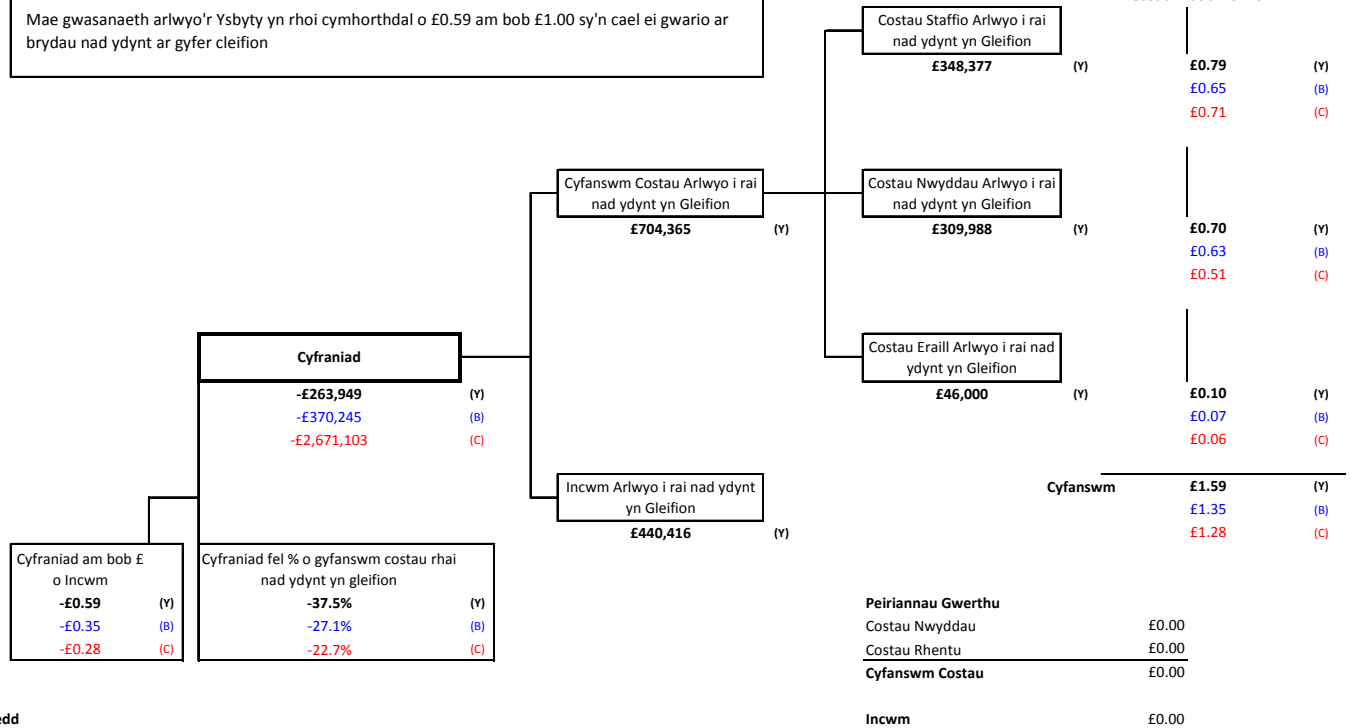 Mae gwasanaeth arlwyo'r Ysbyty yn rhoi cymhorthdal o £0.59 am bob £1.00 sy'n cael ei gwario ar
brydau nad ydynt ar gyfer cleifion
Costau Staffio Arlwyo i rai
nad ydynt yn Gleifion
£348,377 (Y) £0.79 (Y)
£0.65 (B)
£0.71 (C)
Cyfanswm Costau Arlwyo i rai
nad ydynt yn Gleifion
£704,365 (Y)
Costau Nwyddau Arlwyo i rai
nad ydynt yn Gleifion
£309,988 (Y) £0.70 (Y)
£0.63 (B)
£0.51 (C)
Cyfraniad
-£263,949 (Y)
-£370,245 (B)
-£2,671,103 (C)
Costau Eraill Arlwyo i rai nad
ydynt yn Gleifion
£46,000 (Y) £0.10 (Y)
£0.07 (B)
£0.06 (C)
Incwm Arlwyo i rai nad ydynt
yn Gleifion
£440,416 (Y)
Cyfanswm £1.59 (Y)
£1.35 (B)
£1.28 (C)
Cyfraniad am bob £
o Incwm
-£0.59 (Y)
-£0.35 (B)
-£0.28 (C)
Cyfraniad fel % o gyfanswm costau rhai
nad ydynt yn gleifion
-37.5% (Y)
-27.1% (B)
-22.7% (C)
Peiriannau Gwerthu
Costau Nwyddau £0.00
Costau Rhentu £0.00
Cyfanswm Costau £0.00
Incwm £0.00